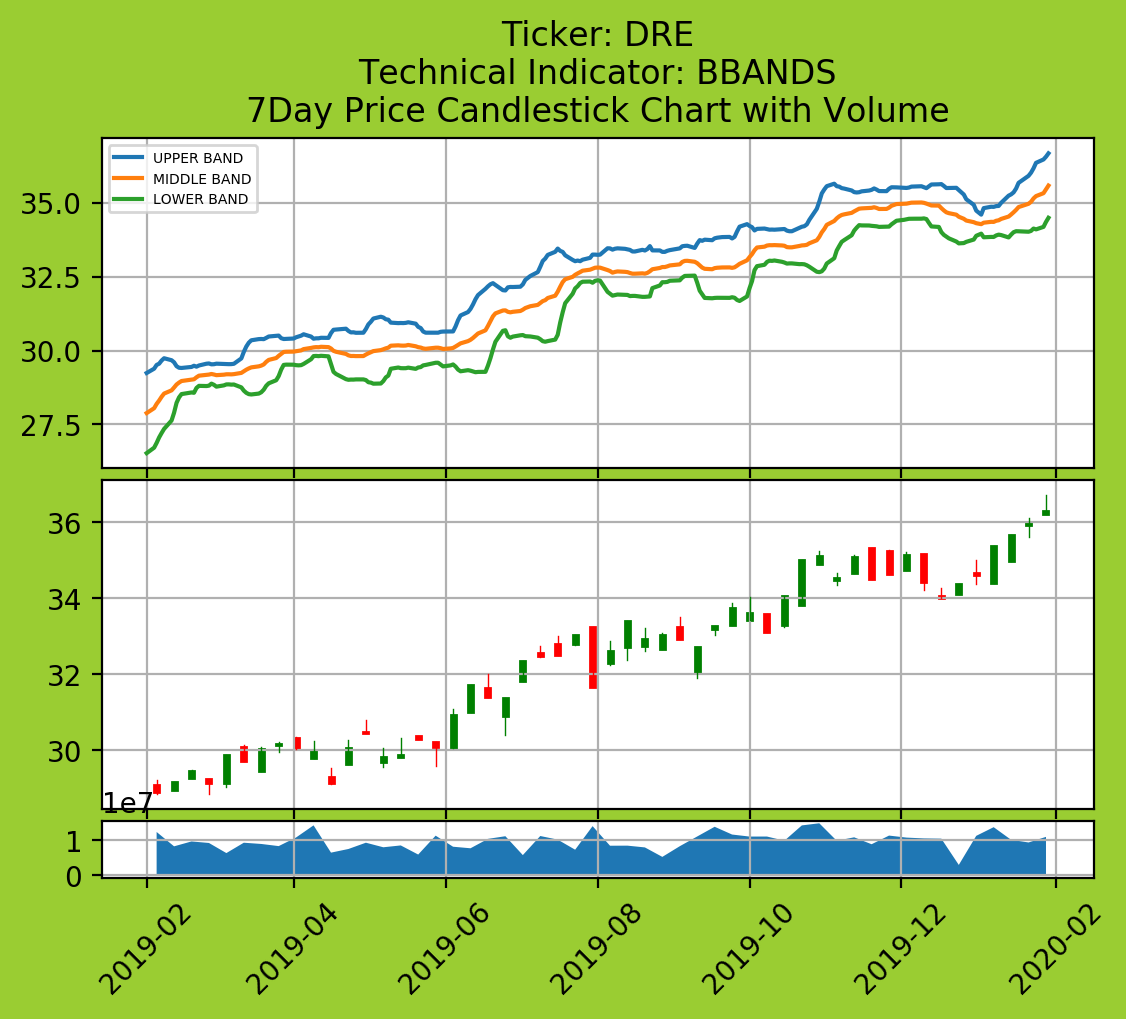 Ticker: DRE
Technical Indicator: BBANDS
7Day Price Candlestick Chart with Volume
UPPER BAND
MIDDLE BAND
LOWER BAND
35.0
32.5
30.0
27.5
36
34
32
30
1e7
1
0
2019-02
2019-04
2019-06
2019-08
2019-10
2019-12
2020-02